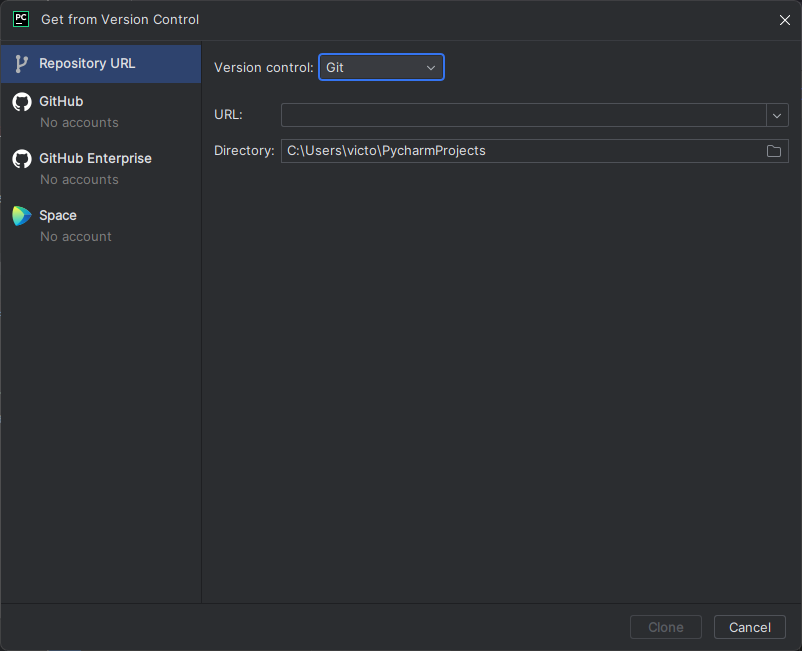 PC Get from Version Control
Repository URL
GitHub
No accounts
GitHub Enterprise
No accounts
Space
No account
Version control: Git
URL:
Directory: C:\Users\victo\PycharmProjects
Clone Cancel